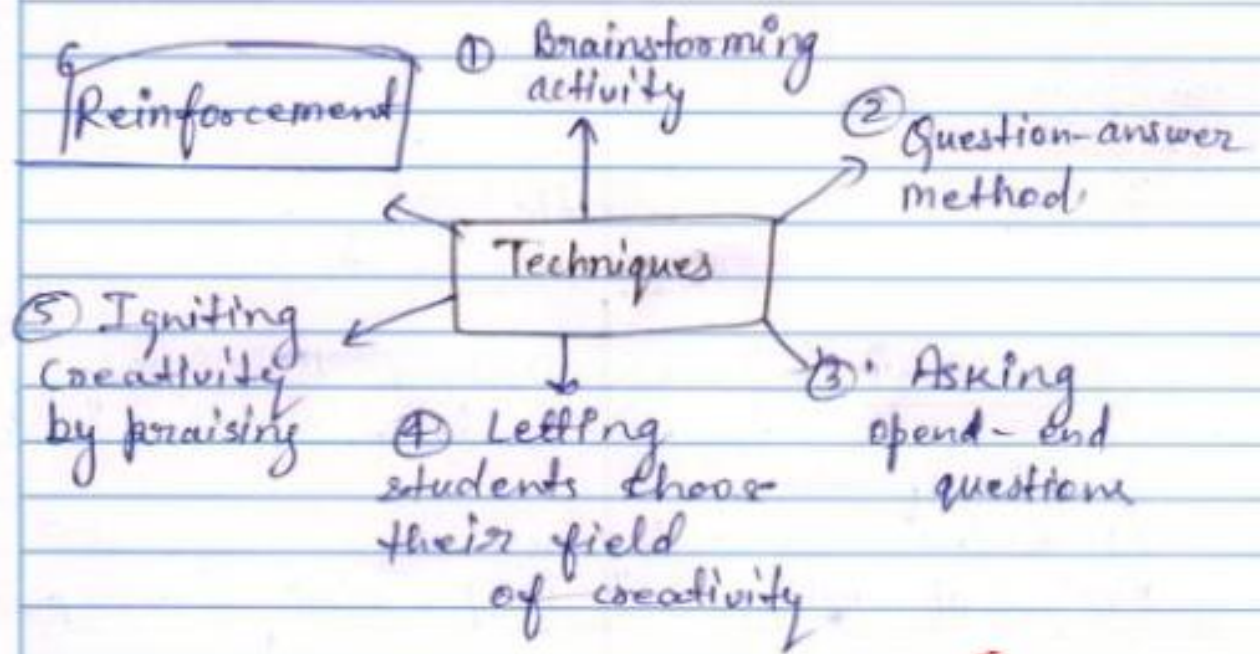 ① Brainstorming
activity
② Question-answer
method.
Techniques
③. Asking
opend-end
questions
④ Letting
students choose
their field
of creativity
⑤ Igniting
Creativity
by praising
6
Reinforcement